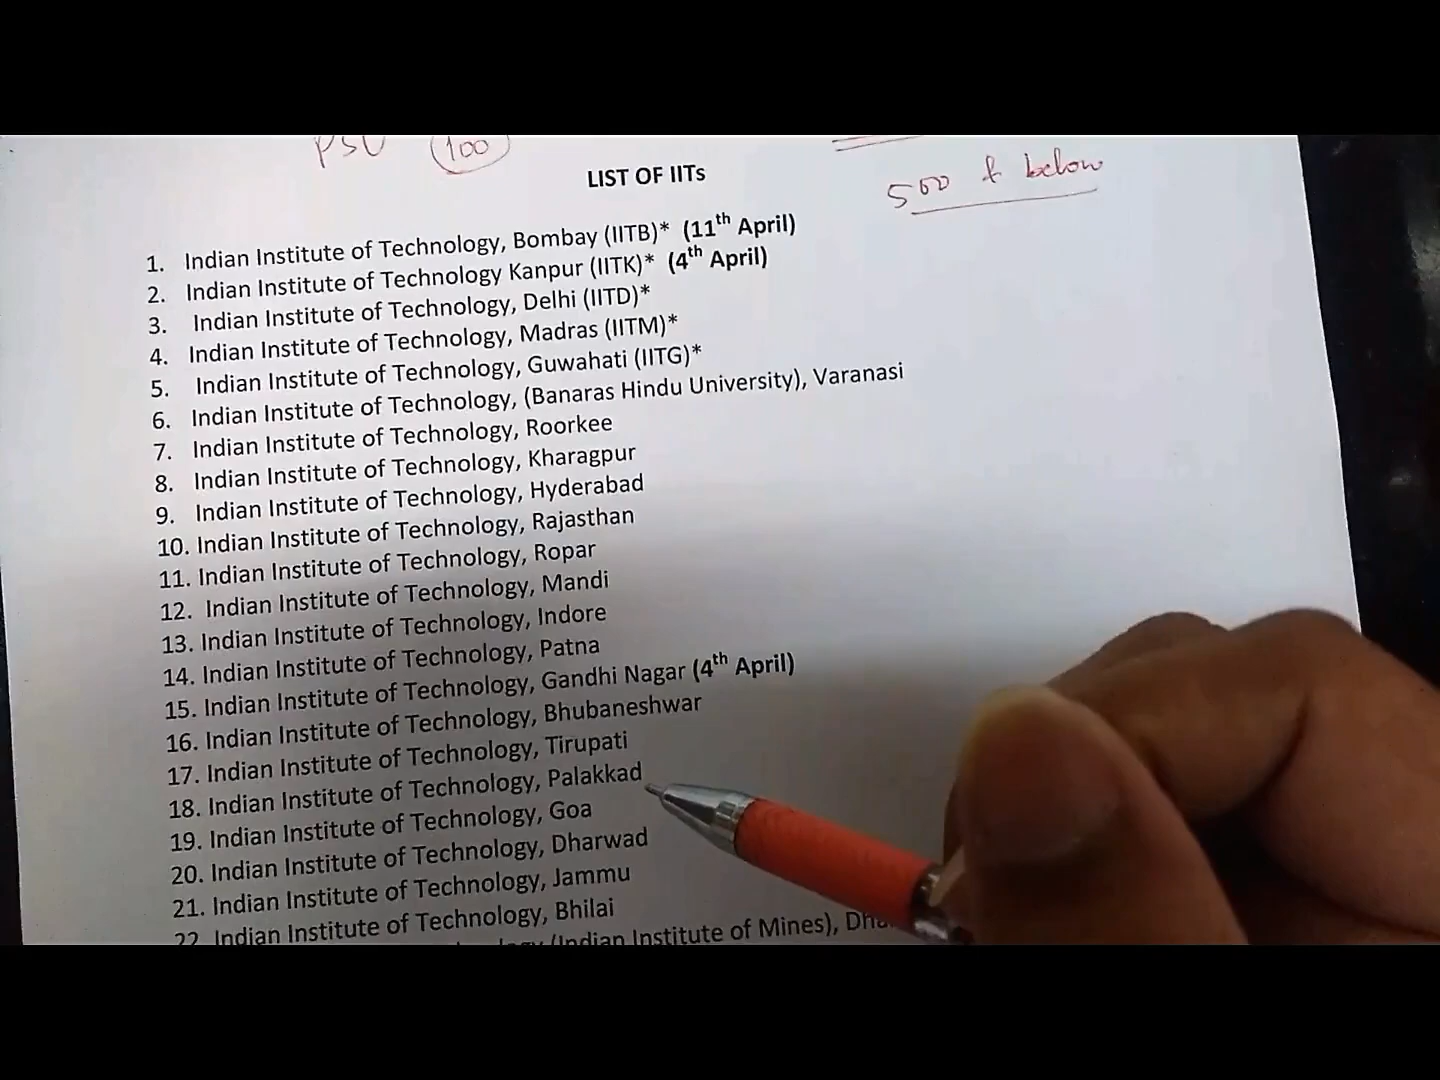 PSU 100
500 & below
LIST OF IITs
1. Indian Institute of Technology, Bombay (IITB)* (11th April)
2. Indian Institute of Technology Kanpur (IITK)* (4th April)
3. Indian Institute of Technology, Delhi (IITD)*
4. Indian Institute of Technology, Madras (IITM)*
5. Indian Institute of Technology, Guwahati (IITG)*
6. Indian Institute of Technology, (Banaras Hindu University), Varanasi
7. Indian Institute of Technology, Roorkee
8. Indian Institute of Technology, Kharagpur
9. Indian Institute of Technology, Hyderabad
10. Indian Institute of Technology, Rajasthan
11. Indian Institute of Technology, Ropar
12. Indian Institute of Technology, Mandi
13. Indian Institute of Technology, Indore
14. Indian Institute of Technology, Patna
15. Indian Institute of Technology, Gandhi Nagar (4th April)
16. Indian Institute of Technology, Bhubaneshwar
17. Indian Institute of Technology, Tirupati
18. Indian Institute of Technology, Palakkad
19. Indian Institute of Technology, Goa
20. Indian Institute of Technology, Dharwad
21. Indian Institute of Technology, Jammu
22. Indian Institute of Technology, Bhilai
(Indian Institute of Mines),